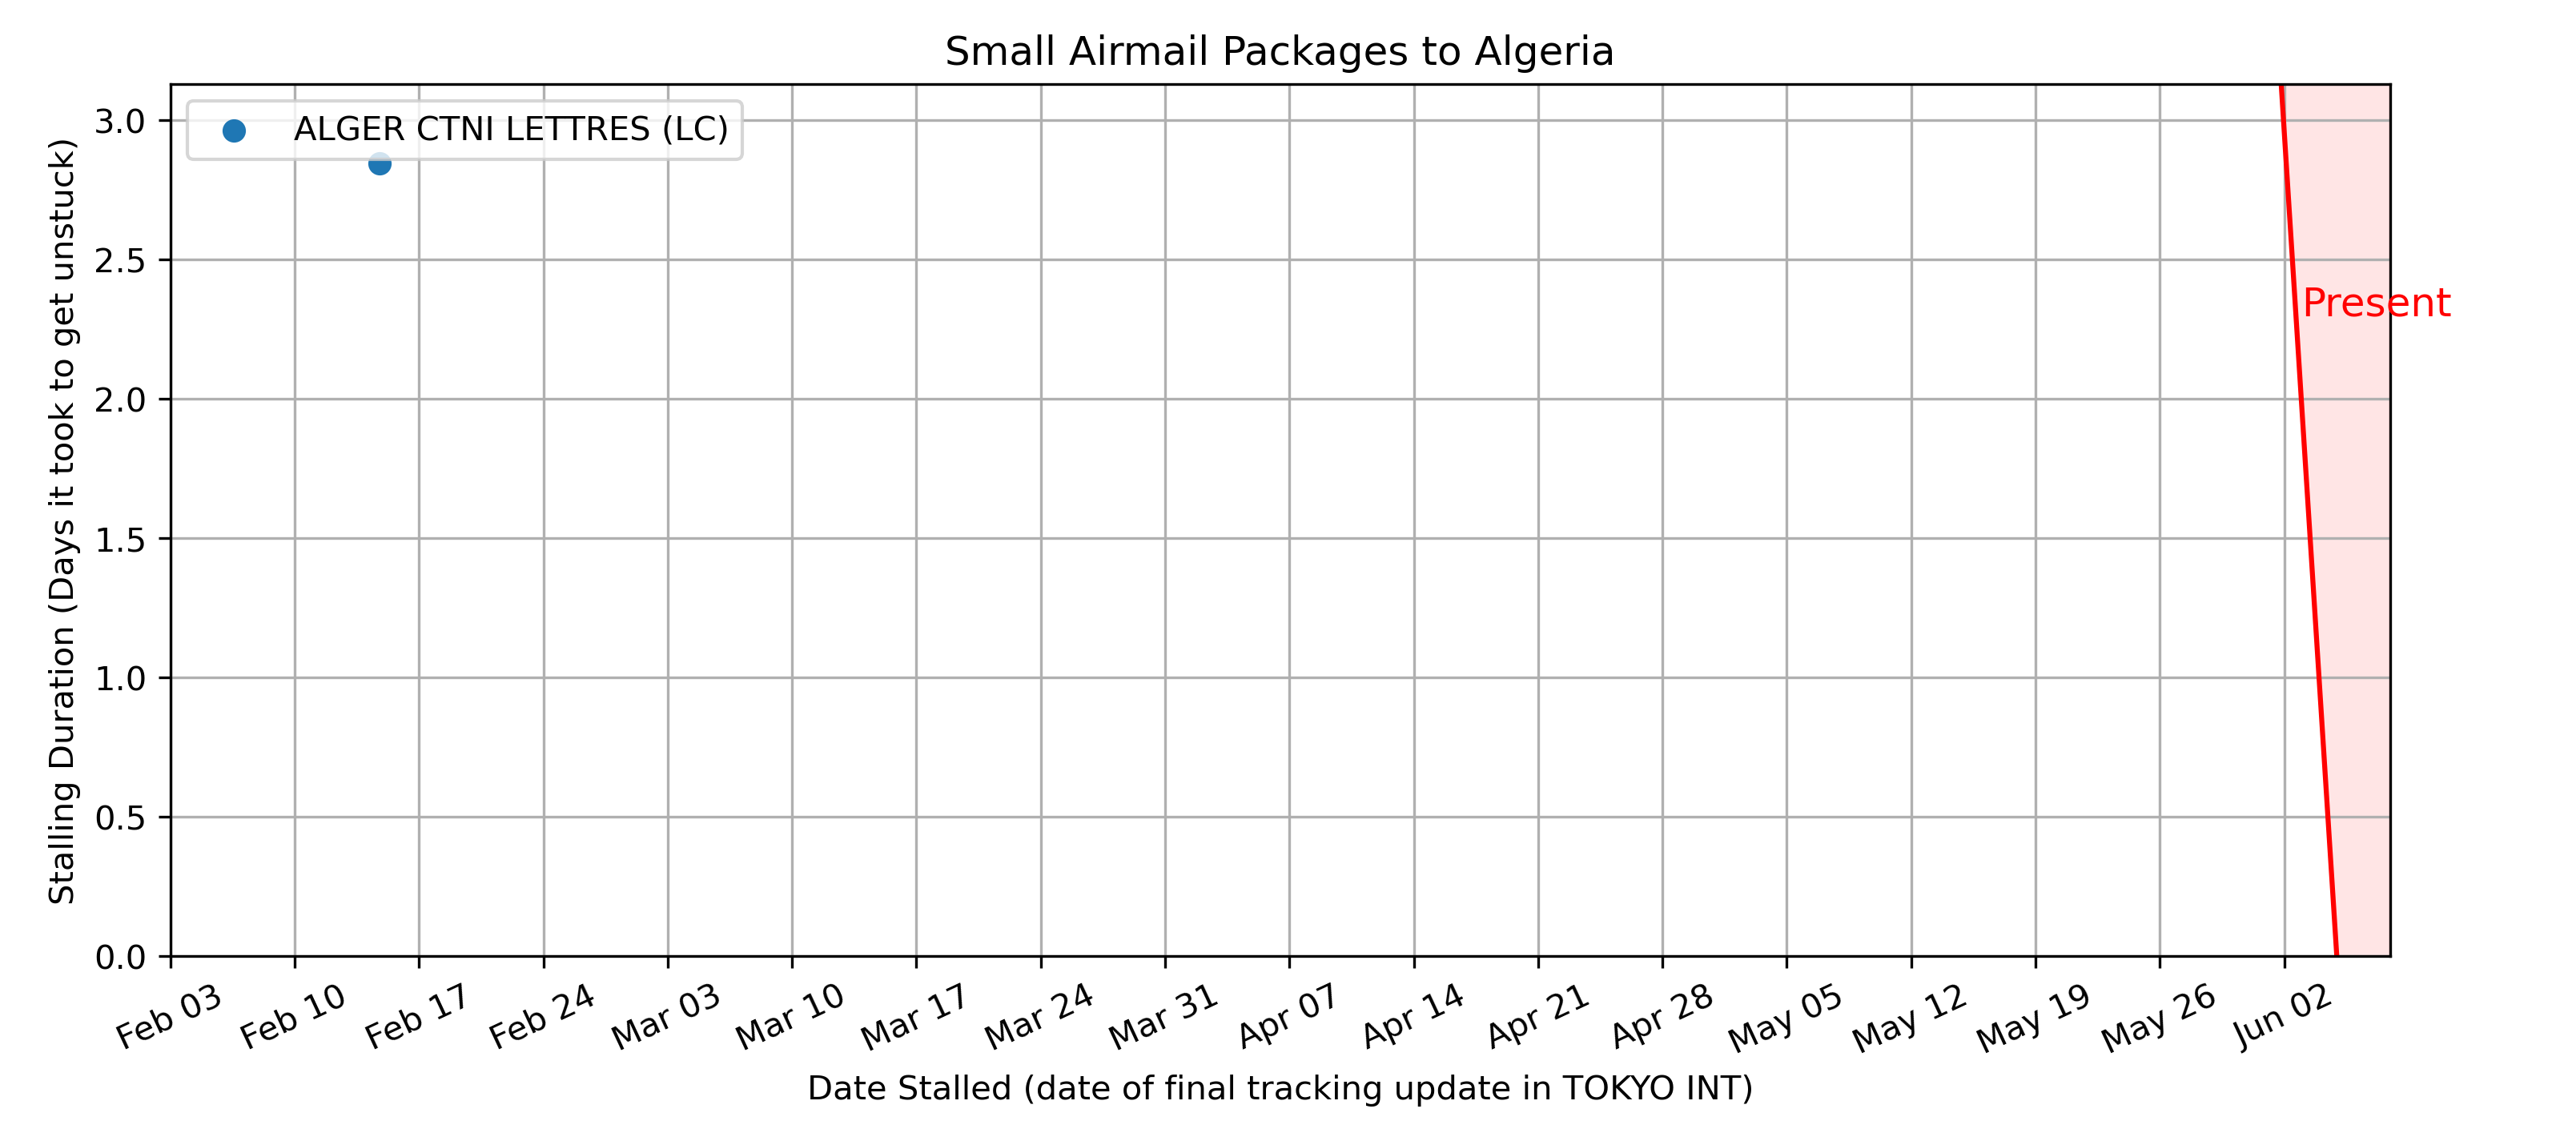 Small Airmail Packages to Algeria
ALGER CTNI LETTRES (LC)
Stalling Duration (Days it took to get unstuck)
3.0
2.5
2.0
1.5
1.0
0.5
0.0
Present
Feb 03
Feb 10
Feb 17
Feb 24
Mar 03
Mar 10
Mar 17
Mar 24
Mar 31
Apr 07
Apr 14
Apr 21
Apr 28
May 05
May 12
May 19
May 26
Jun 02
Date Stalled (date of final tracking update in TOKYO INT)